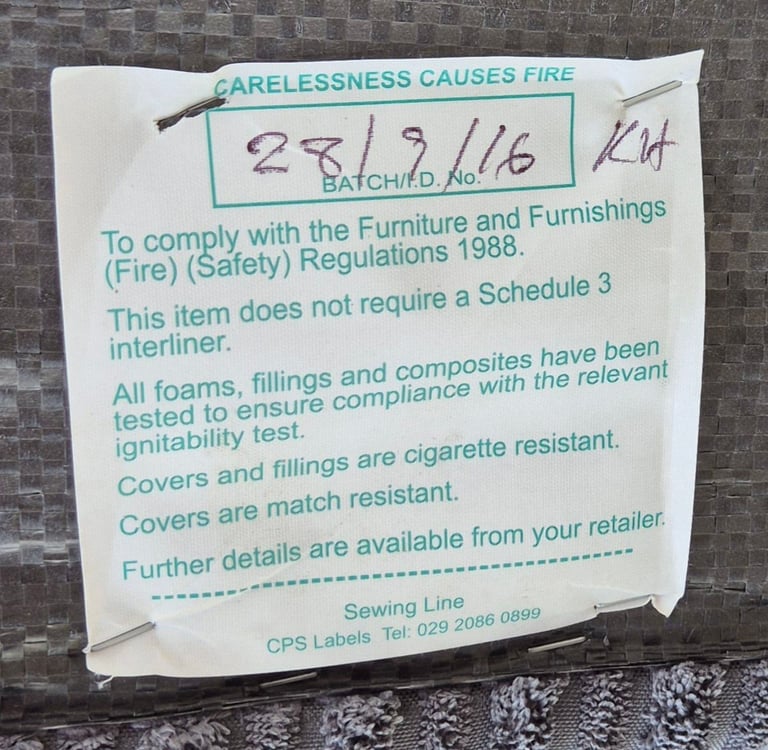 CARELESSNESS CAUSES FIRE
28/9/16 KH
BATCH/I.D. No.
To comply with the Furniture and Furnishings
(Fire) (Safety) Regulations 1988.
This item does not require a Schedule 3
interliner.
All foams, fillings and composites have been
tested to ensure compliance with the relevant
ignitability test.
Covers and fillings are cigarette resistant.
Covers are match resistant.
Further details are available from your retailer.
Sewing Line
CPS Labels Tel: 029 2086 0899